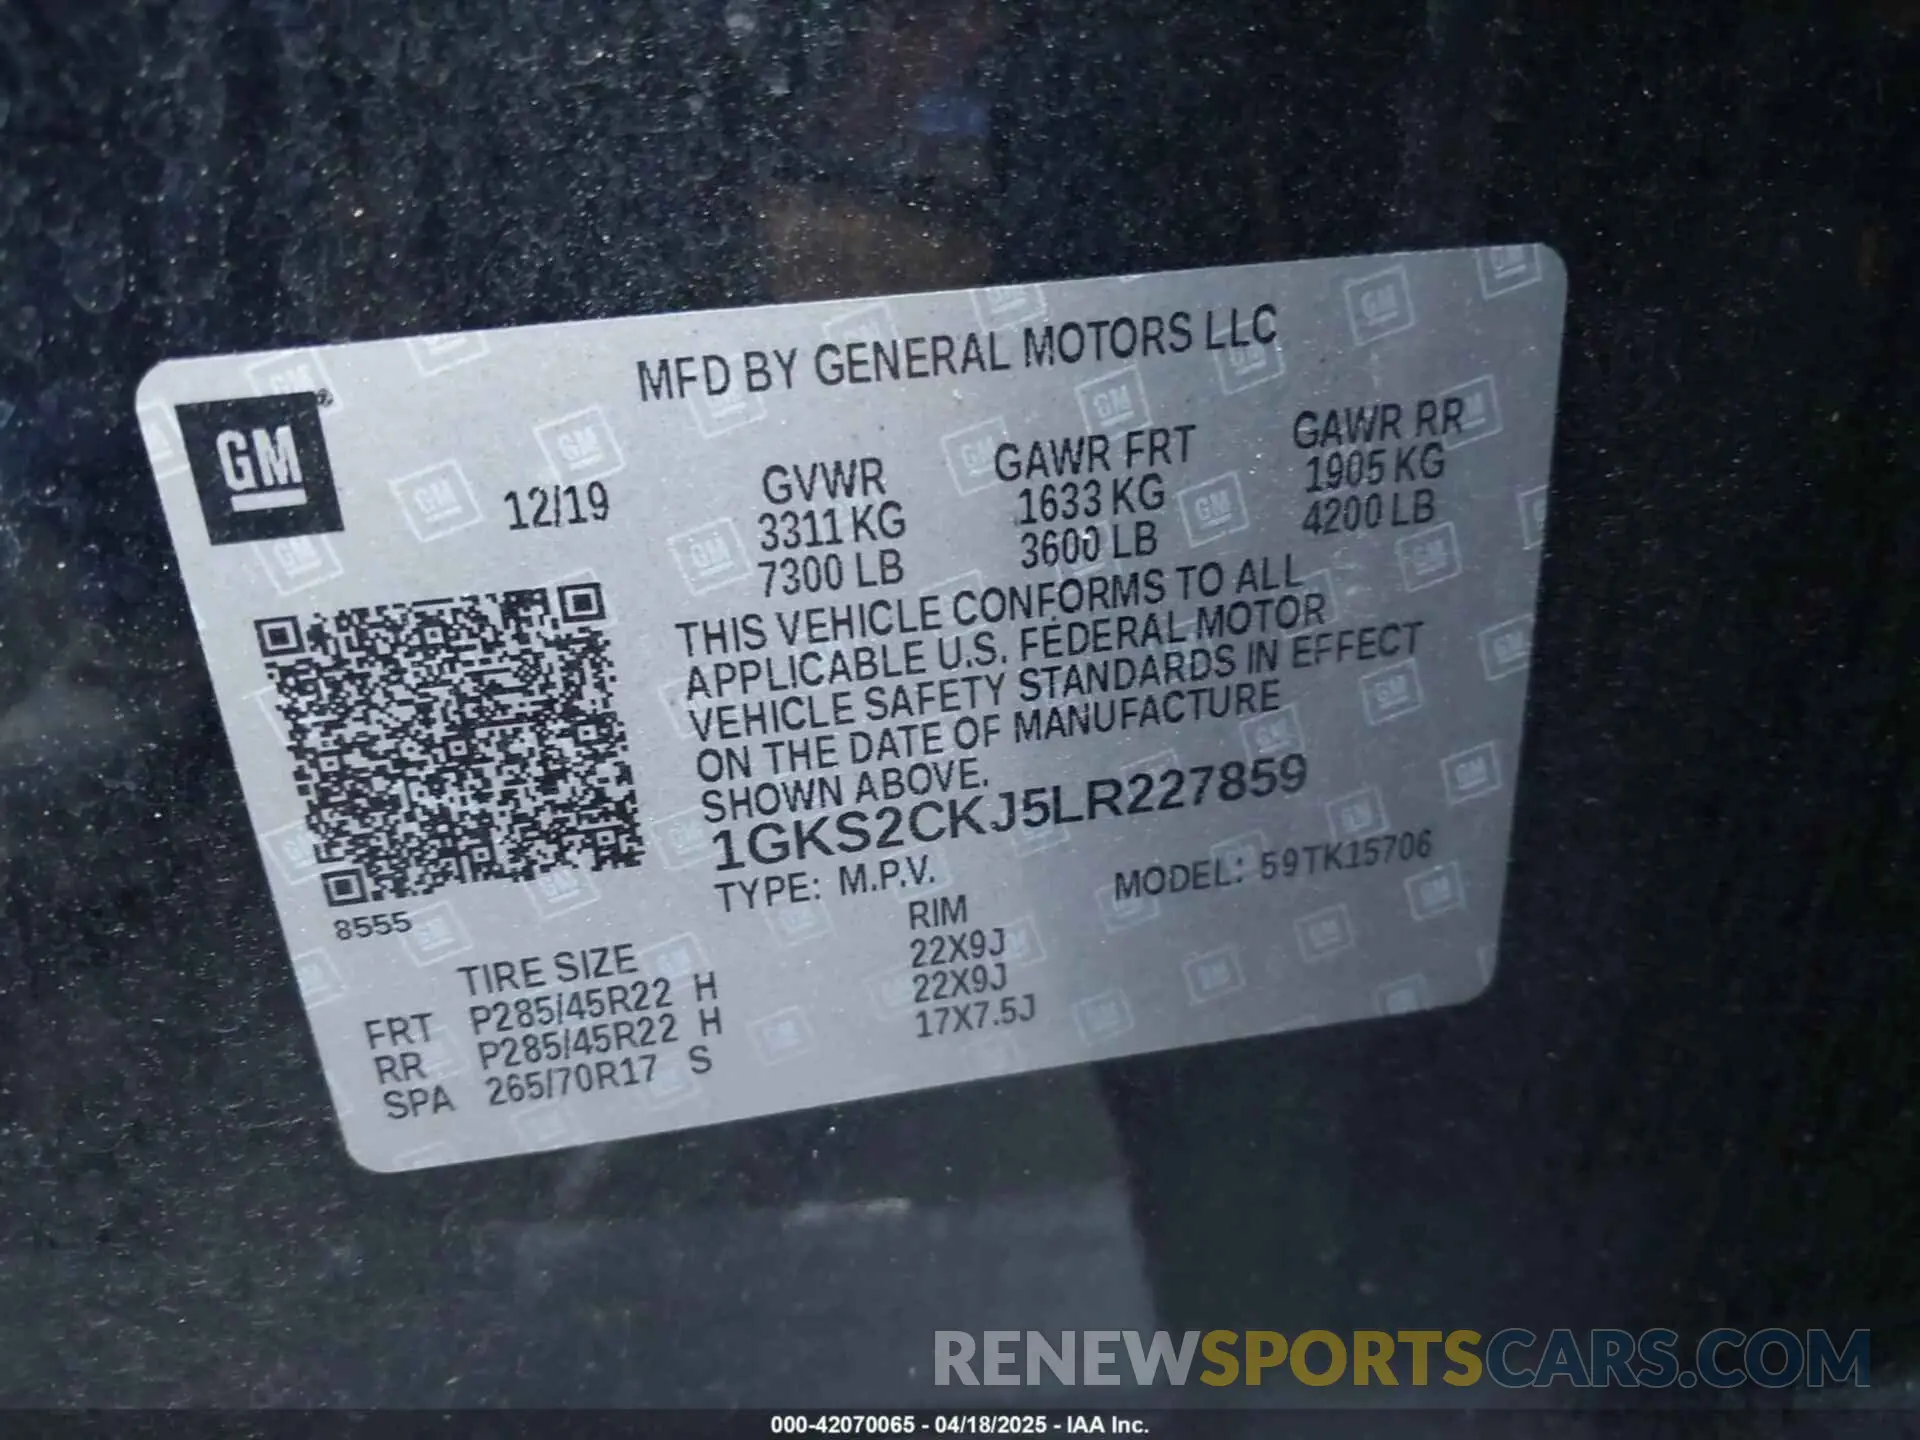 MFD BY GENERAL MOTORS LLC
GM®
12/19
GVWR GAWR FRT GAWR RR
3311 KG 1633 KG 1905 KG
7300 LB 3600 LB 4200 LB
THIS VEHICLE CONFORMS TO ALL
APPLICABLE U.S. FEDERAL MOTOR
VEHICLE SAFETY STANDARDS IN EFFECT
ON THE DATE OF MANUFACTURE
SHOWN ABOVE.
1GKS2CKJ5LR227859
TYPE: M.P.V. MODEL: 59TK15706
8555
TIRE SIZE RIM
FRT P285/45R22 H 22X9J
RR P285/45R22 H 22X9J
SPA 265/70R17 S 17X7.5J
RENEWSPORTSCARS.COM
000-42070065 - 04/18/2025 - IAA Inc.